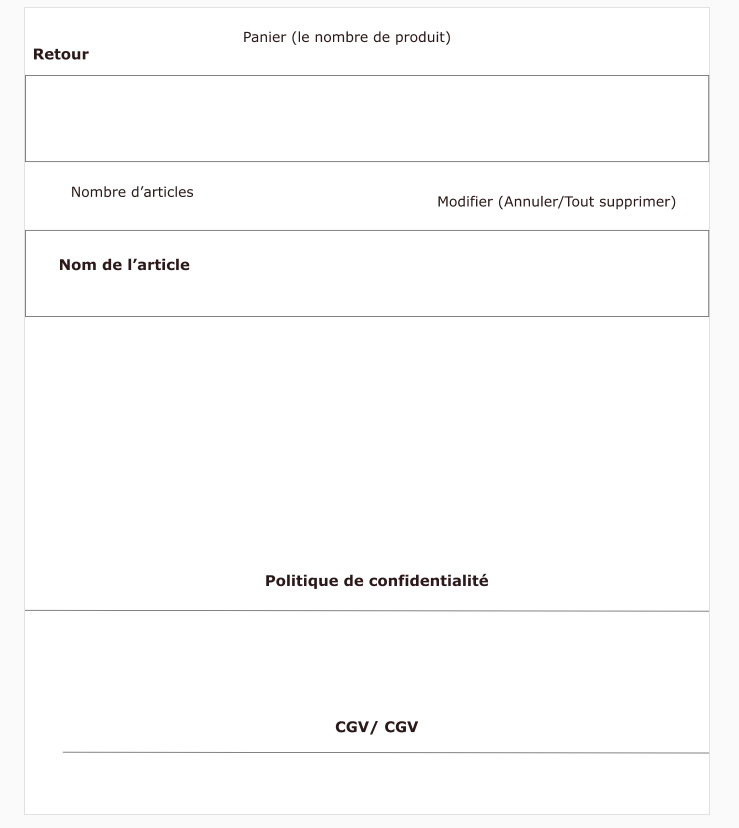 Panier (le nombre de produit)
Retour
Nombre d’articles
Modifier (Annuler/Tout supprimer)
Nom de l’article
Politique de confidentialité
CGV/ CGV